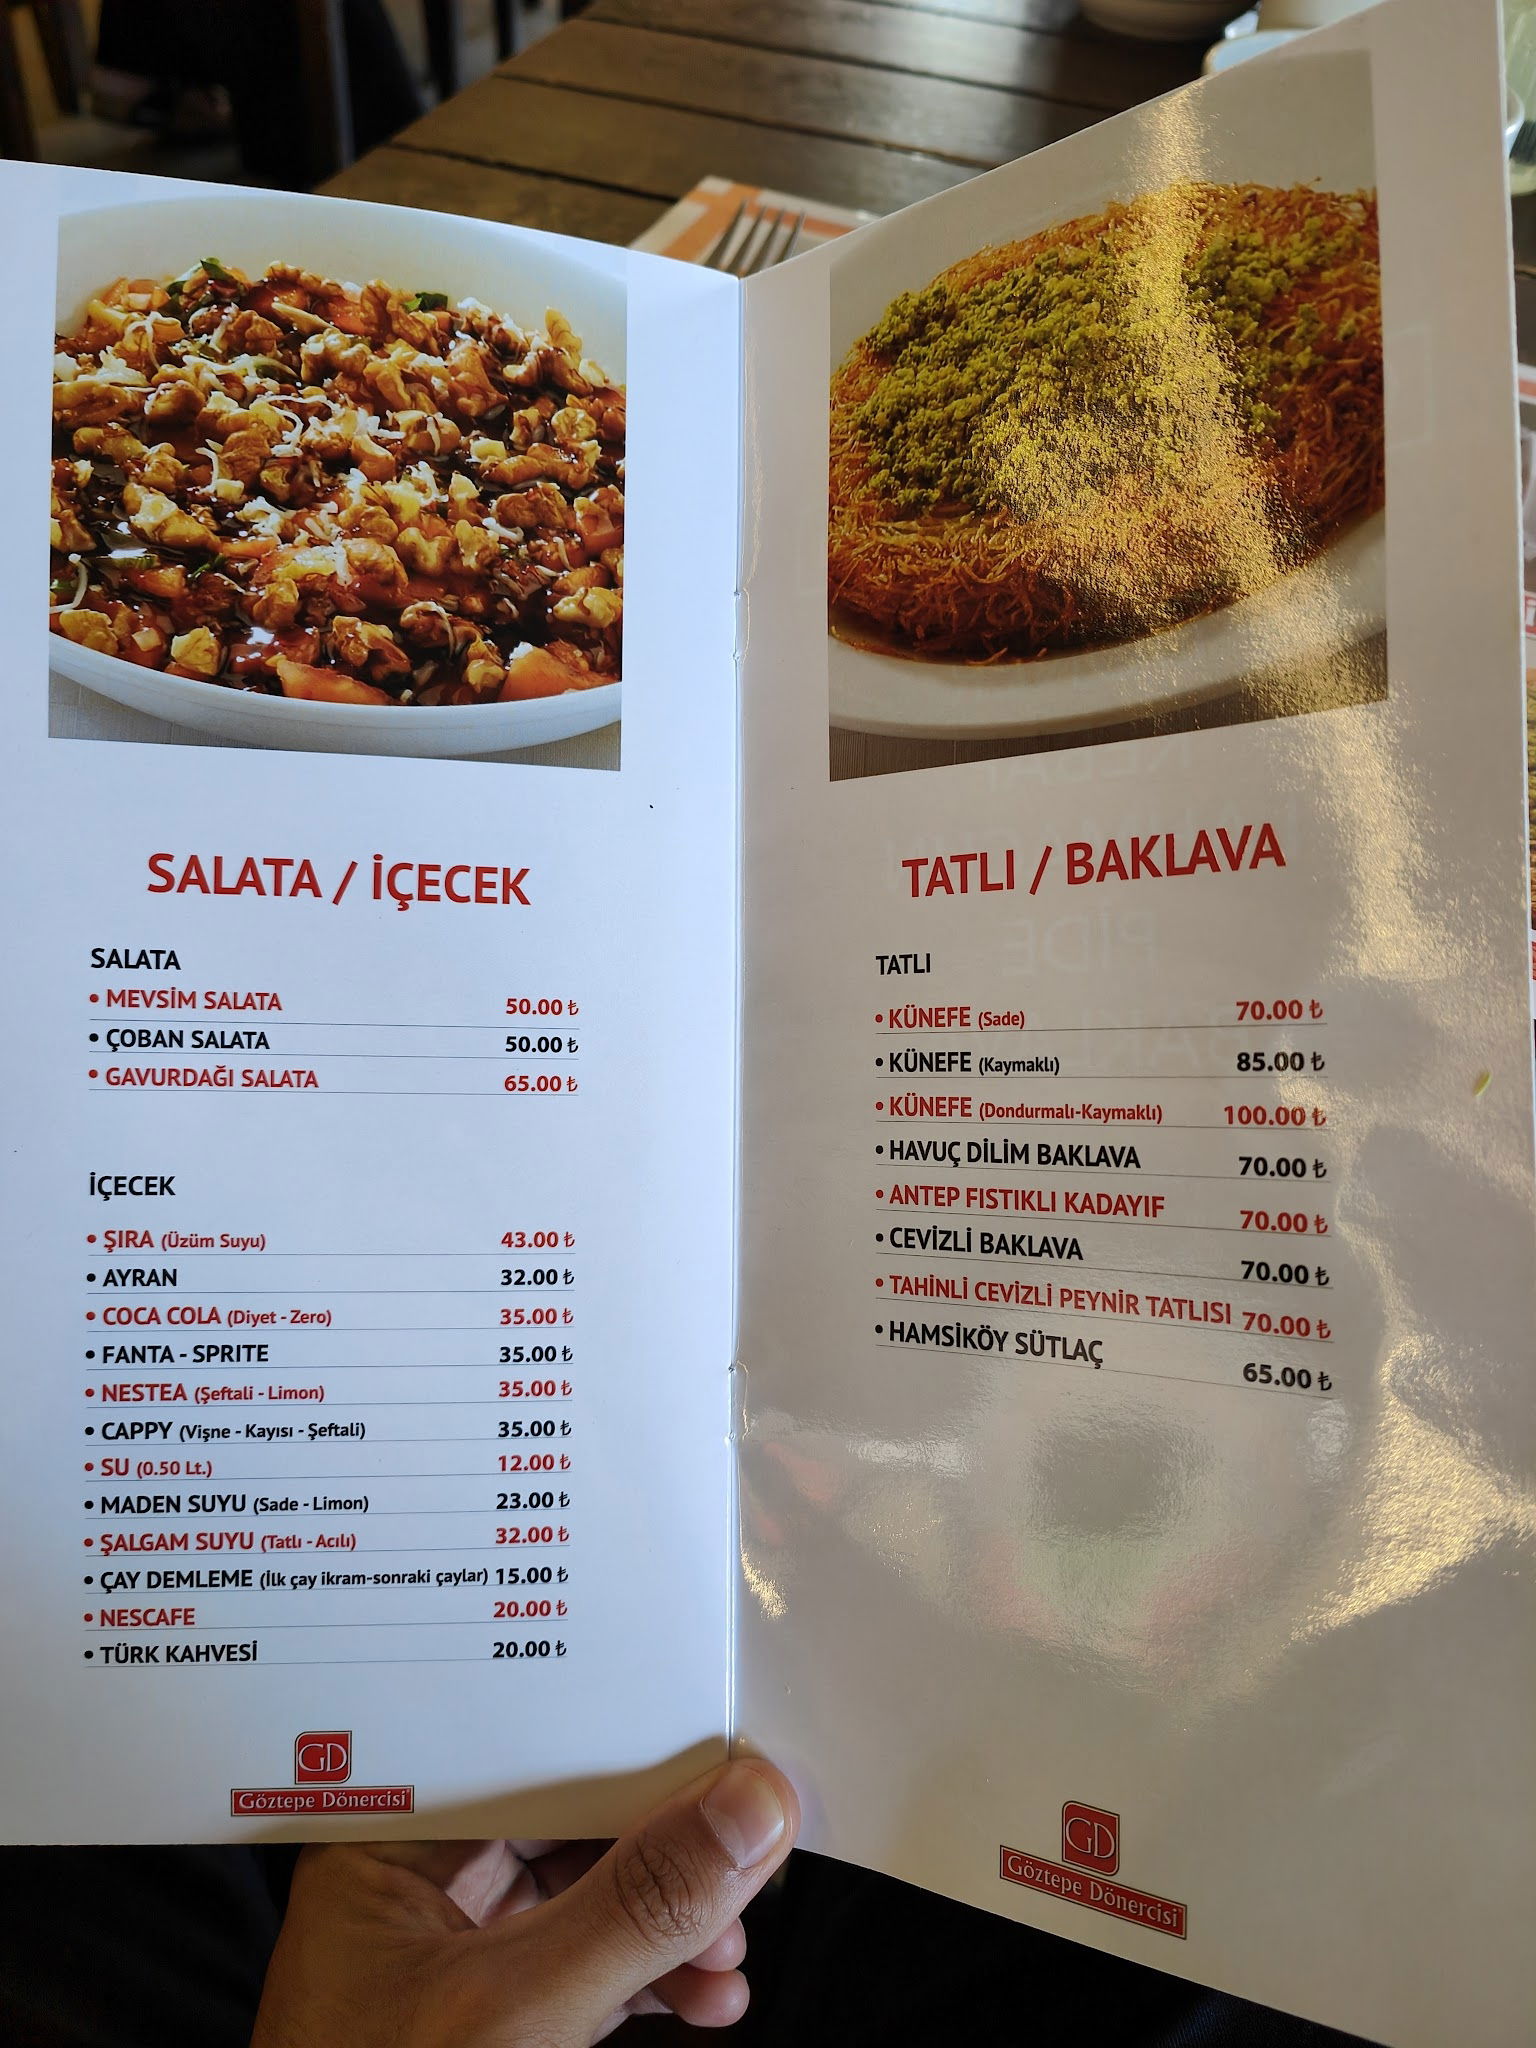 SALATA / İÇECEK
SALATA
• MEVSİM SALATA 50.00 ₺
• ÇOBAN SALATA 50.00 ₺
• GAVURDAĞI SALATA 65.00 ₺
İÇECEK
• ŞIRA (Üzüm Suyu) 43.00 ₺
• AYRAN 32.00 ₺
• COCA COLA (Diyet - Zero) 35.00 ₺
• FANTA - SPRITE 35.00 ₺
• NESTEA (Şeftali - Limon) 35.00 ₺
• CAPPY (Vişne - Kayısı - Şeftali) 35.00 ₺
• SU (0.50 Lt.) 12.00 ₺
• MADEN SUYU (Sade - Limon) 23.00 ₺
• ŞALGAM SUYU (Tatlı - Acılı) 32.00 ₺
• ÇAY DEMLEME (İlk çay ikram-sonraki çaylar) 15.00 ₺
• NESCAFE 20.00 ₺
• TÜRK KAHVESİ 20.00 ₺
GD
Göztepe Dönercisi
TATLI / BAKLAVA
TATLI
• KÜNEFE (Sade) 70.00 ₺
• KÜNEFE (Kaymaklı) 85.00 ₺
• KÜNEFE (Dondurmalı-Kaymaklı) 100.00 ₺
• HAVUÇ DİLİM BAKLAVA 70.00 ₺
• ANTEP FISTIKLI KADAYIF 70.00 ₺
• CEVİZLİ BAKLAVA 70.00 ₺
• TAHİNLİ CEVİZLİ PEYNİR TATLISI 70.00 ₺
• HAMSİKÖY SÜTLAÇ 65.00 ₺
GD
Göztepe Dönercisi